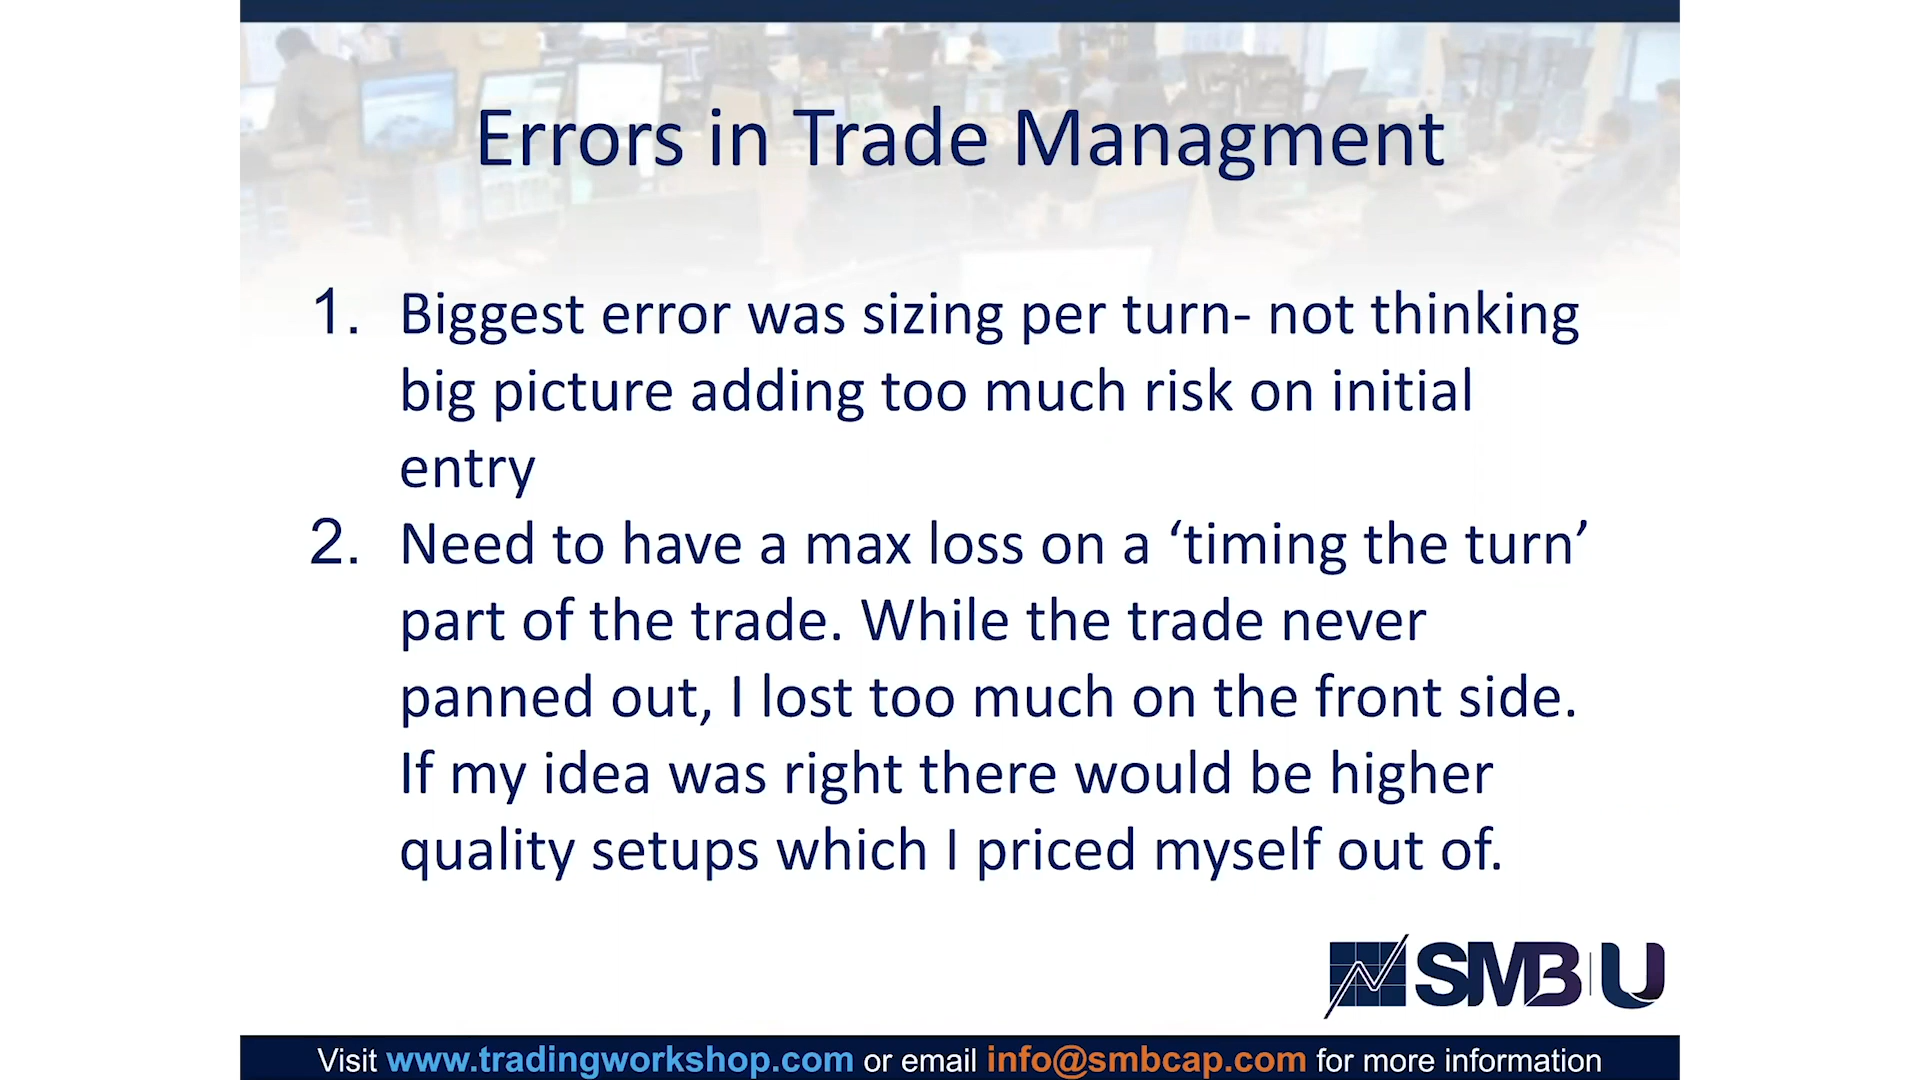 Errors in Trade Managment
1. Biggest error was sizing per turn- not thinking
big picture adding too much risk on initial
entry
2. Need to have a max loss on a ‘timing the turn’
part of the trade. While the trade never
panned out, I lost too much on the front side.
If my idea was right there would be higher
quality setups which I priced myself out of.
SMB U
Visit www.tradingworkshop.com or email info@smbcap.com for more information